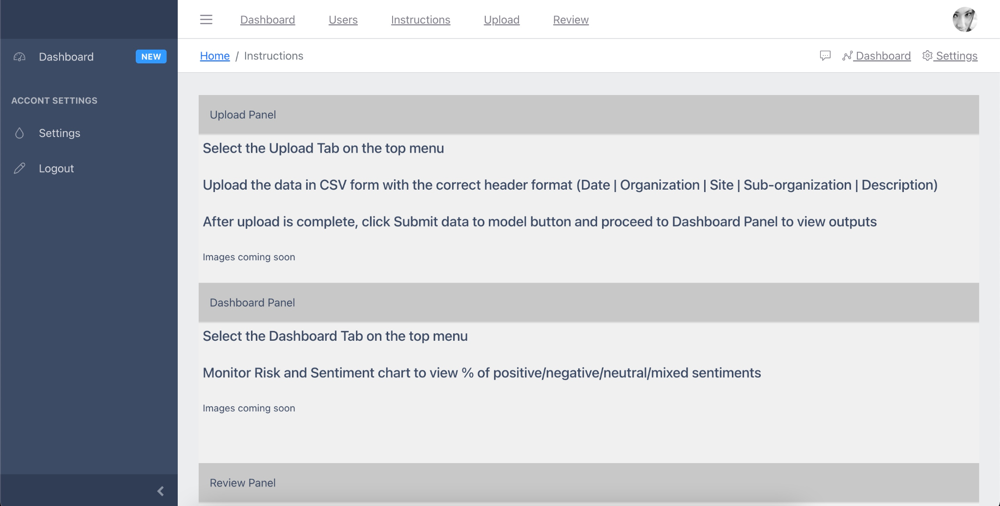 Dashboard Users Instructions Upload Review
Dashboard NEW
Home / Instructions
Dashboard Settings
ACCONT SETTINGS
Settings
Logout
Upload Panel
Select the Upload Tab on the top menu
Upload the data in CSV form with the correct header format (Date | Organization | Site | Sub-organization | Description)
After upload is complete, click Submit data to model button and proceed to Dashboard Panel to view outputs
Images coming soon
Dashboard Panel
Select the Dashboard Tab on the top menu
Monitor Risk and Sentiment chart to view % of positive/negative/neutral/mixed sentiments
Images coming soon
Review Panel